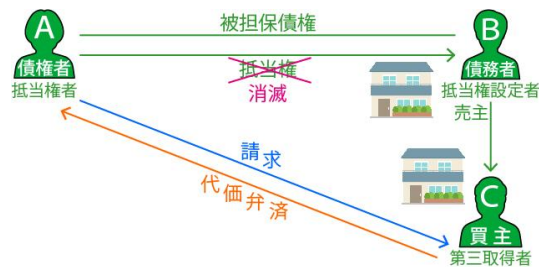 A
債権者
抵当権者
被担保債権
抵当権
消滅
B
債務者
抵当権設定者
売主
請求
代価弁済
C
買主
第三取得者